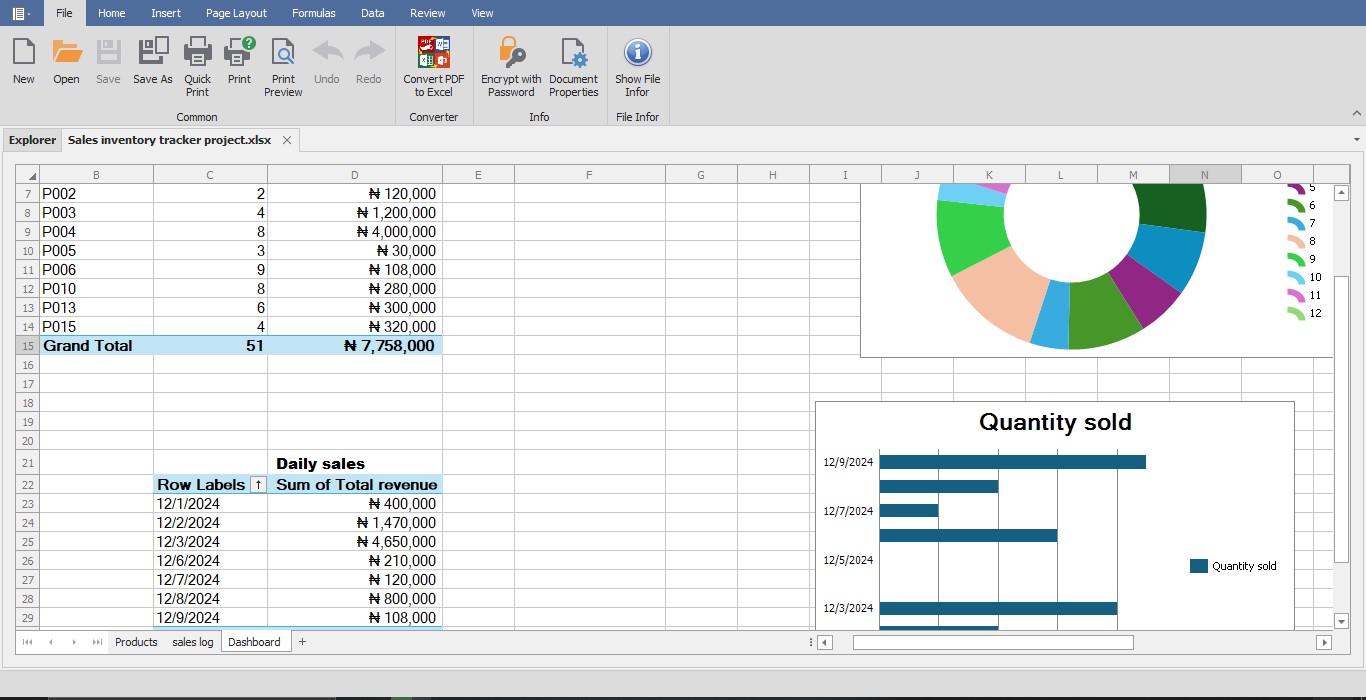 File Home Insert Page Layout Formulas Data Review View
New Open Save Save As Quick Print Print Print Preview Undo Redo Convert PDF to Excel Encrypt with Password Document Properties Show File Infor
Common Converter Info File Infor
Explorer Sales inventory tracker project.xlsx
B C D E F G H I J K L M N O
7 P002 2 ₦ 120,000
8 P003 4 ₦ 1,200,000
9 P004 8 ₦ 4,000,000
10 P005 3 ₦ 30,000
11 P006 9 ₦ 108,000
12 P010 8 ₦ 280,000
13 P013 6 ₦ 300,000
14 P015 4 ₦ 320,000
15 Grand Total 51 ₦ 7,758,000
16
17
18
19
20
21 Daily sales
22 Row Labels ↑ Sum of Total revenue
23 12/1/2024 ₦ 400,000
24 12/2/2024 ₦ 1,470,000
25 12/3/2024 ₦ 4,650,000
26 12/6/2024 ₦ 210,000
27 12/7/2024 ₦ 120,000
28 12/8/2024 ₦ 800,000
29 12/9/2024 ₦ 108,000
5
6
7
8
9
10
11
12
Quantity sold
12/9/2024
12/7/2024
12/5/2024
12/3/2024
Quantity sold
Products sales log Dashboard +